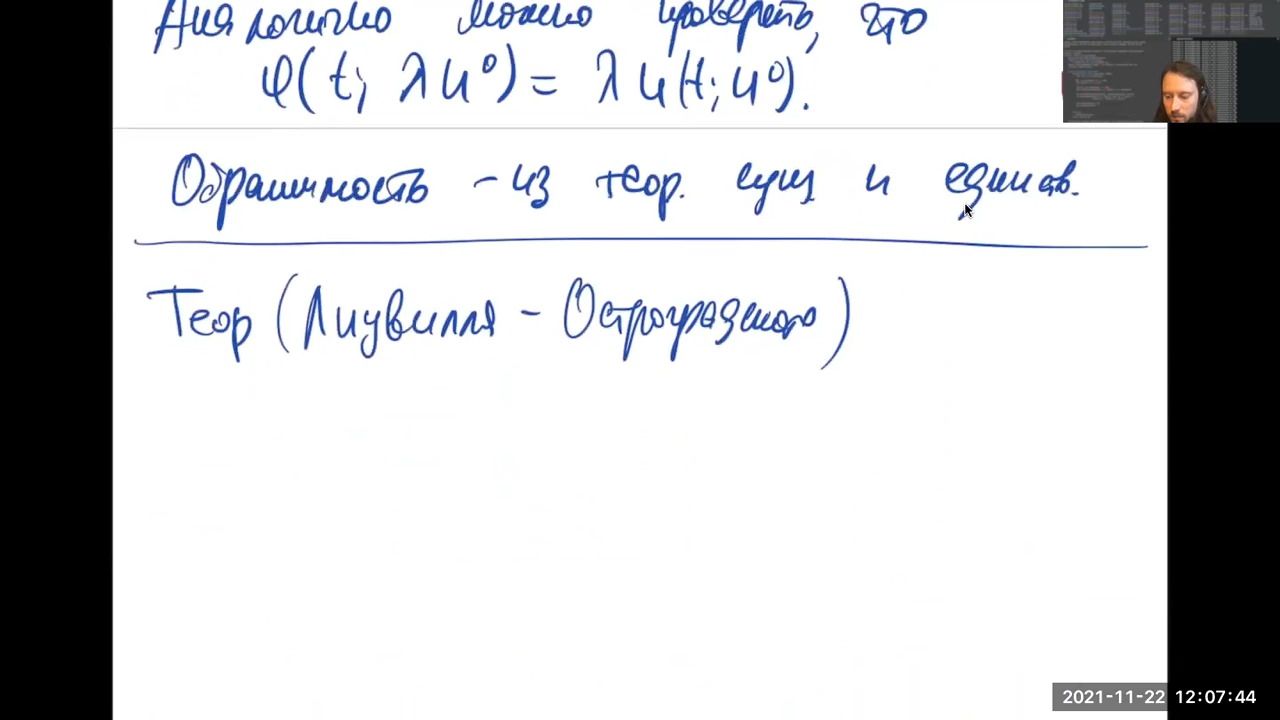 Аналогично можно проверить, что
φ(t; λu⁰) = λu(t; u⁰).
Обратимость – из теор. сущ и единств.
Теор (Лиувилля – Остроградского)
2021-11-22 12:07:44